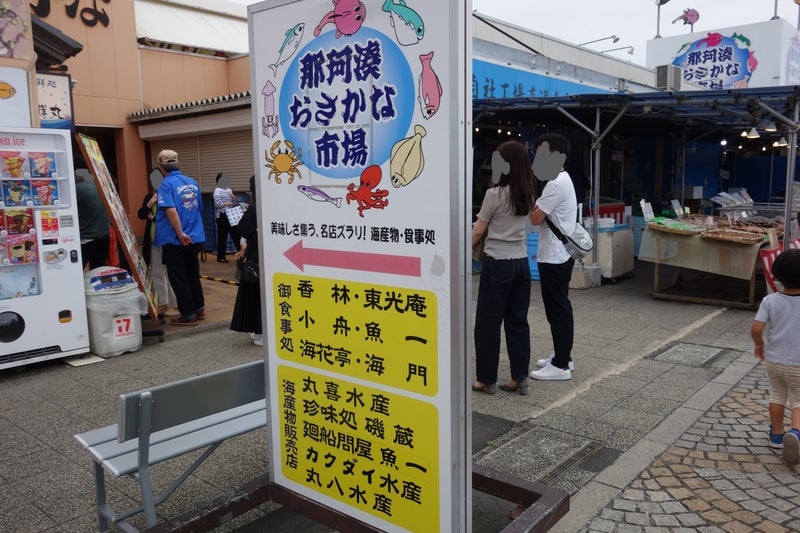 那珂湊
おさかな
市場
美味しさ集う、名店ズラリ! 海産物・食事処
御食事処
香林・東光庵
小舟・魚一
海花亭・海門
海産物販売店
丸喜水産
珍味処磯蔵
廻船問屋魚一
カクダイ水産
丸八水産
那珂湊
おさかな
市場
17
glico